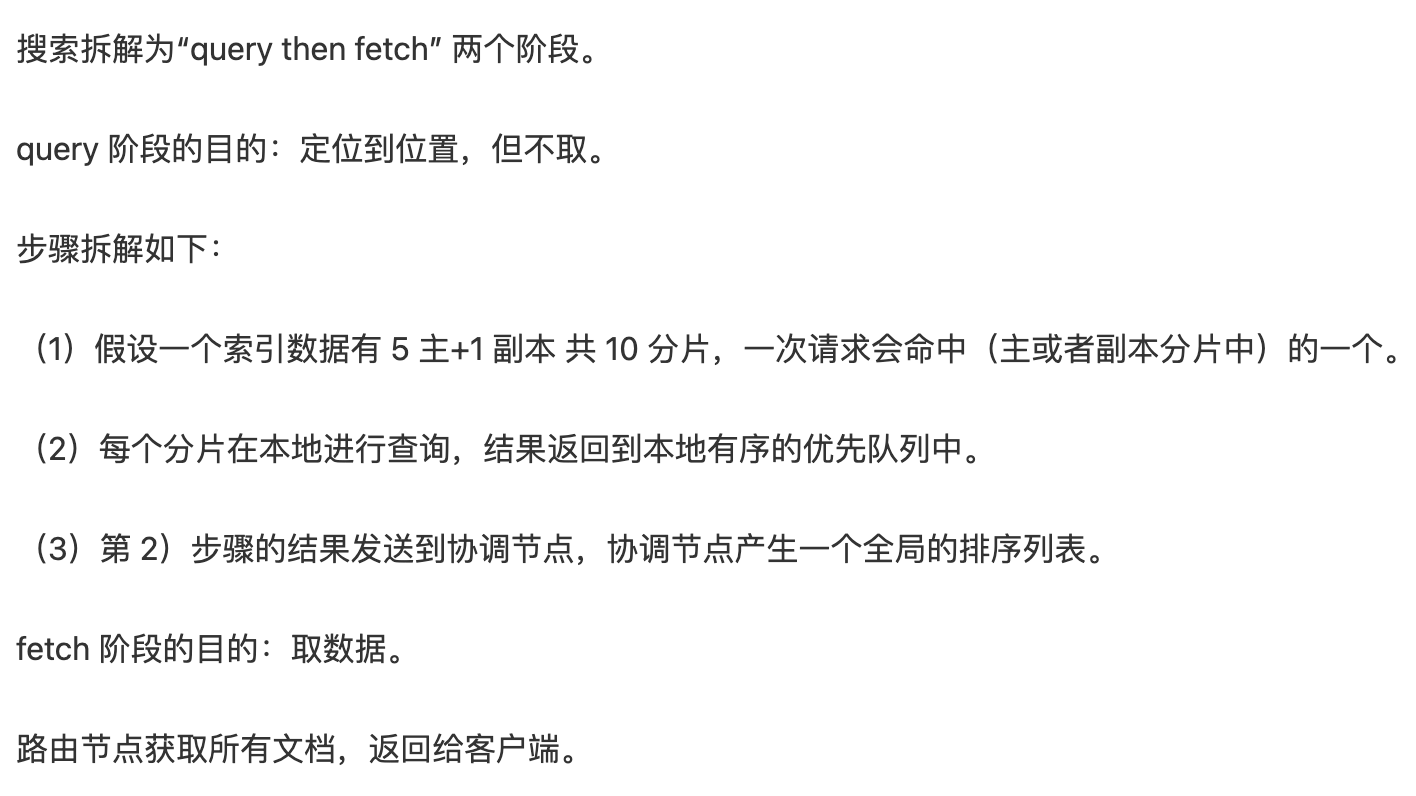 搜索拆解为“query then fetch” 两个阶段。
query 阶段的目的：定位到位置，但不取。
步骤拆解如下：
（1）假设一个索引数据有 5 主+1 副本 共 10 分片，一次请求会命中（主或者副本分片中）的一个。
（2）每个分片在本地进行查询，结果返回到本地有序的优先队列中。
（3）第 2）步骤的结果发送到协调节点，协调节点产生一个全局的排序列表。
fetch 阶段的目的：取数据。
路由节点获取所有文档，返回给客户端。